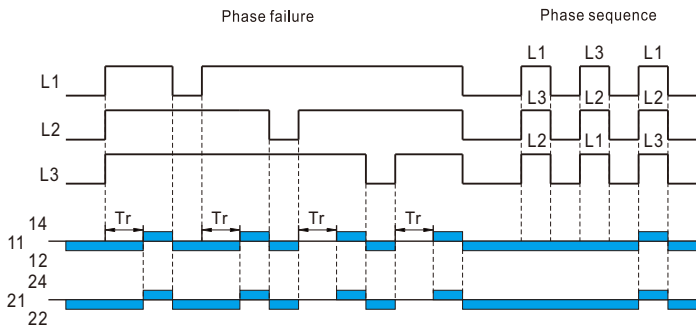 Phase failure
Phase sequence
L1
L3
L1
L1
L3
L2
L2
L2
L2
L1
L3
L3
Tr
Tr
Tr
Tr
14
11
12
24
21
22